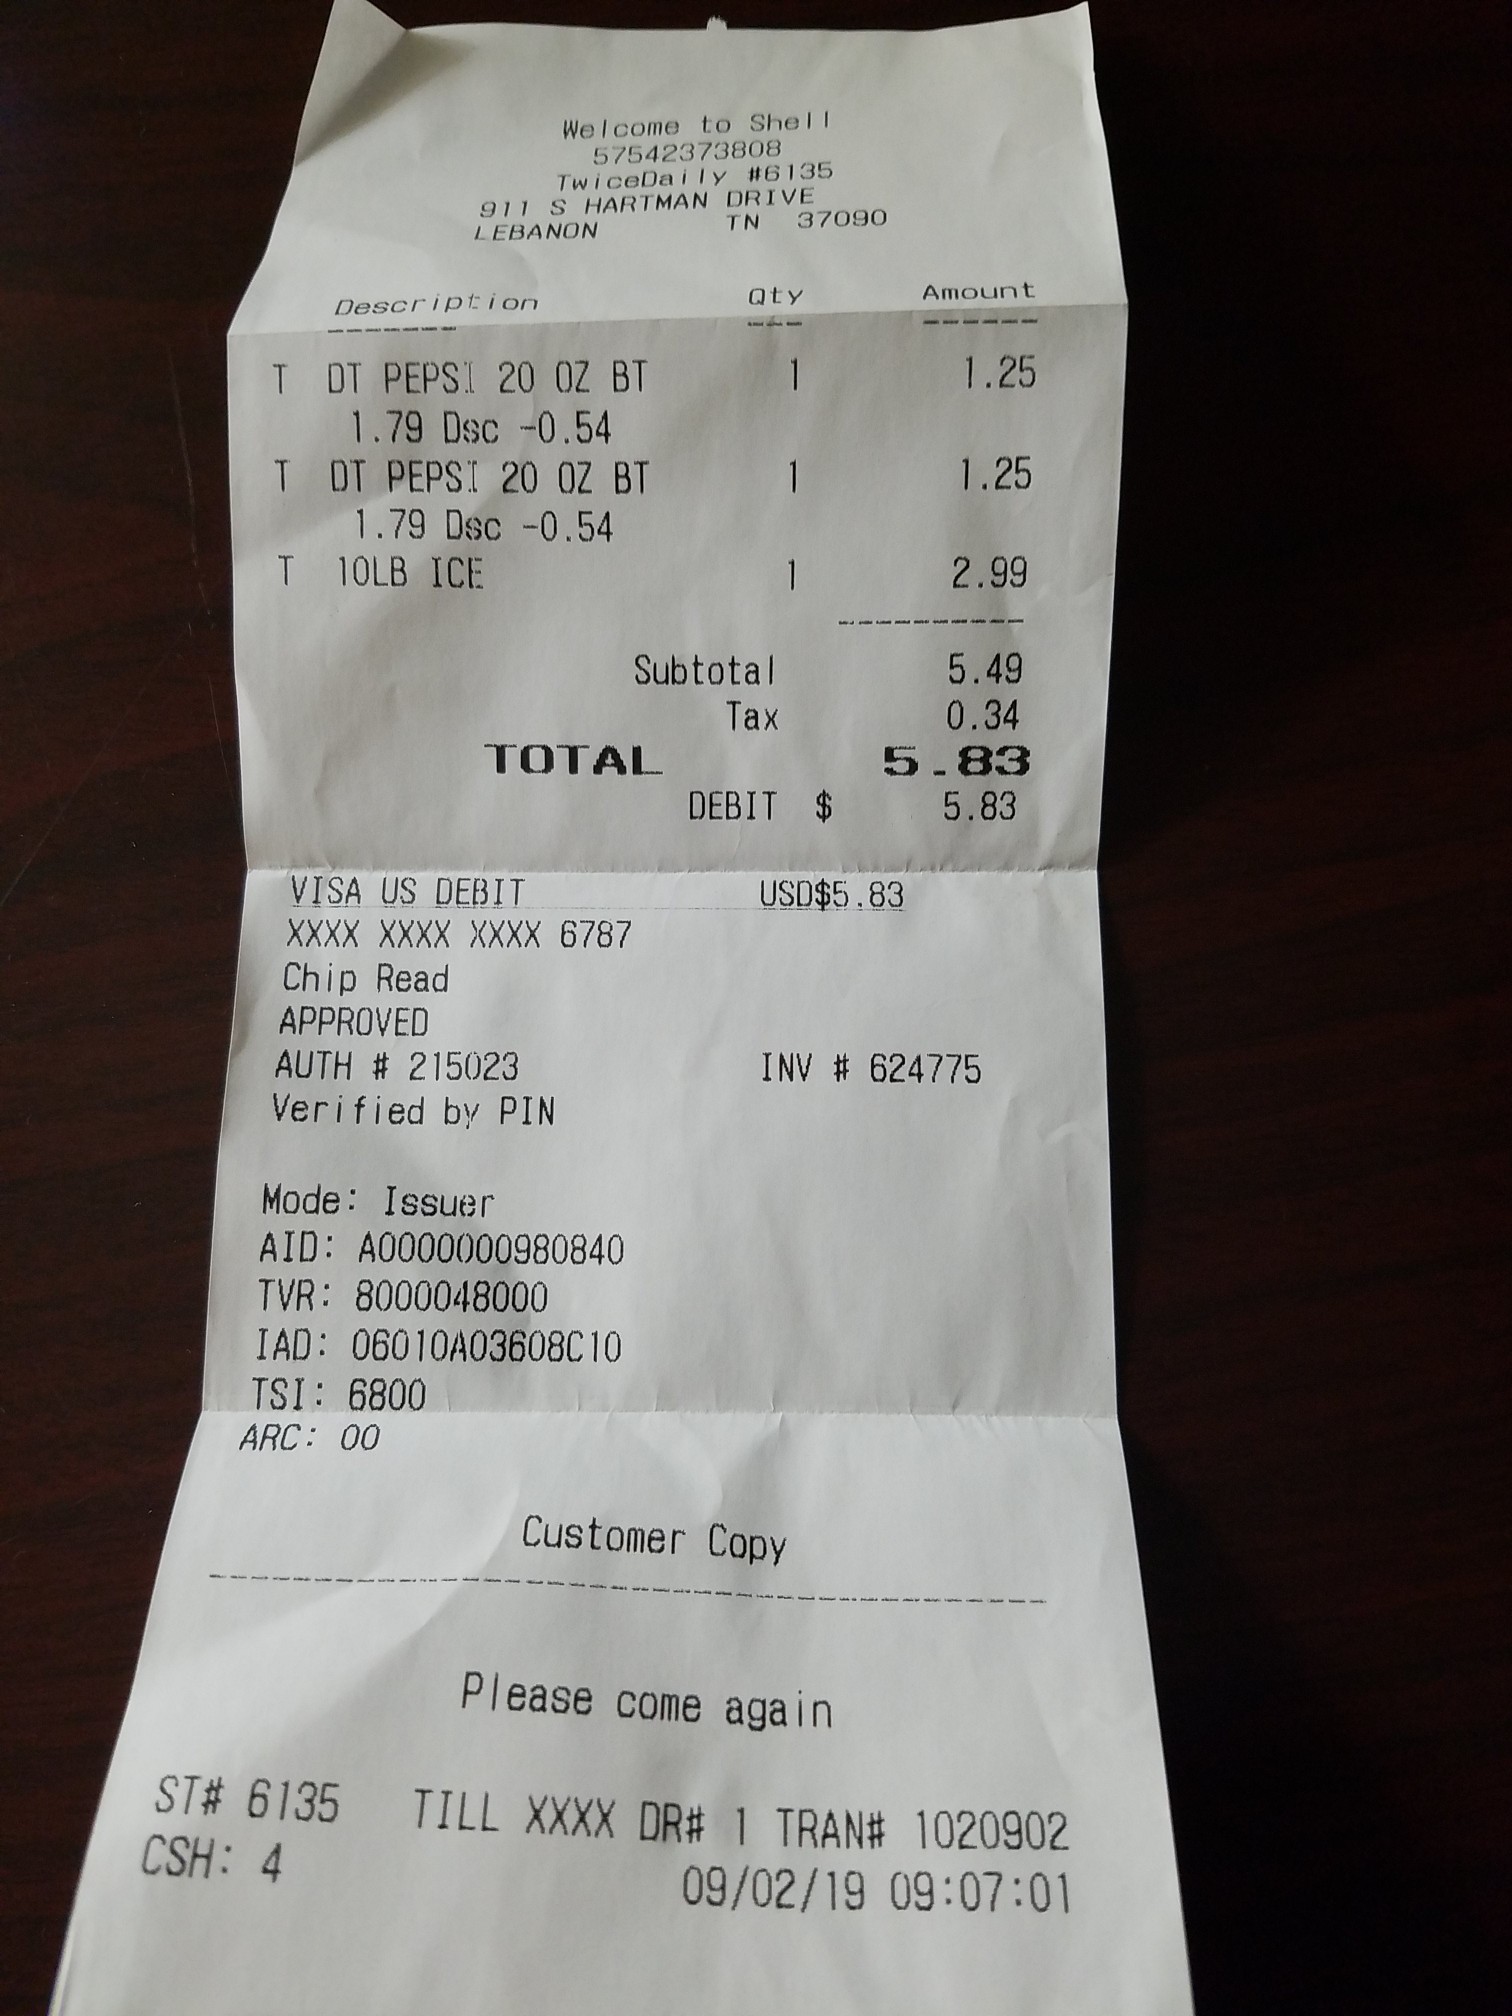 Welcome to Shell
57542373808
TwiceDaily #6135
911 S HARTMAN DRIVE
LEBANON TN 37090
Description Qty Amount
T DT PEPSI 20 OZ BT 1 1.25
1.79 Dsc -0.54
T DT PEPSI 20 OZ BT 1 1.25
1.79 Dsc -0.54
T 10LB ICE 1 2.99
Subtotal 5.49
Tax 0.34
TOTAL 5.83
DEBIT $ 5.83
VISA US DEBIT USD$5.83
XXXX XXXX XXXX 6787
Chip Read
APPROVED
AUTH # 215023 INV # 624775
Verified by PIN
Mode: Issuer
AID: A0000000980840
TVR: 8000048000
IAD: 06010A03608C10
TSI: 6800
ARC: 00
Customer Copy
Please come again
ST# 6135 TILL XXXX DR# 1 TRAN# 1020902
CSH: 4 09/02/19 09:07:01